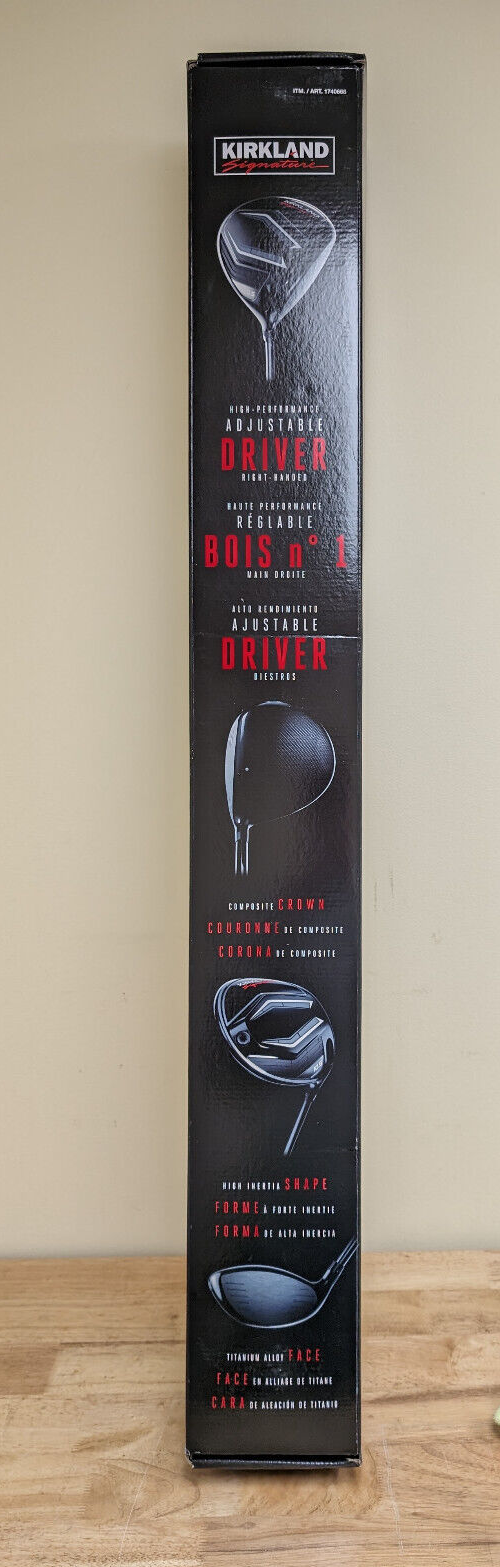 ITM. / ART. 1740666
KIRKLAND
Signature
HIGH-PERFORMANCE
ADJUSTABLE
DRIVER
RIGHT-HANDED
HAUTE PERFORMANCE
RÉGLABLE
BOIS n° 1
MAIN DROITE
ALTO RENDIMIENTO
AJUSTABLE
DRIVER
DIESTROS
COMPOSITE CROWN
COURONNE DE COMPOSITE
CORONA DE COMPOSITE
HIGH INERTIA SHAPE
FORME À FORTE INERTIE
FORMA DE ALTA INERCIA
TITANIUM ALLOY FACE
FACE EN ALLIAGE DE TITANE
CARA DE ALEACIÓN DE TITANIO